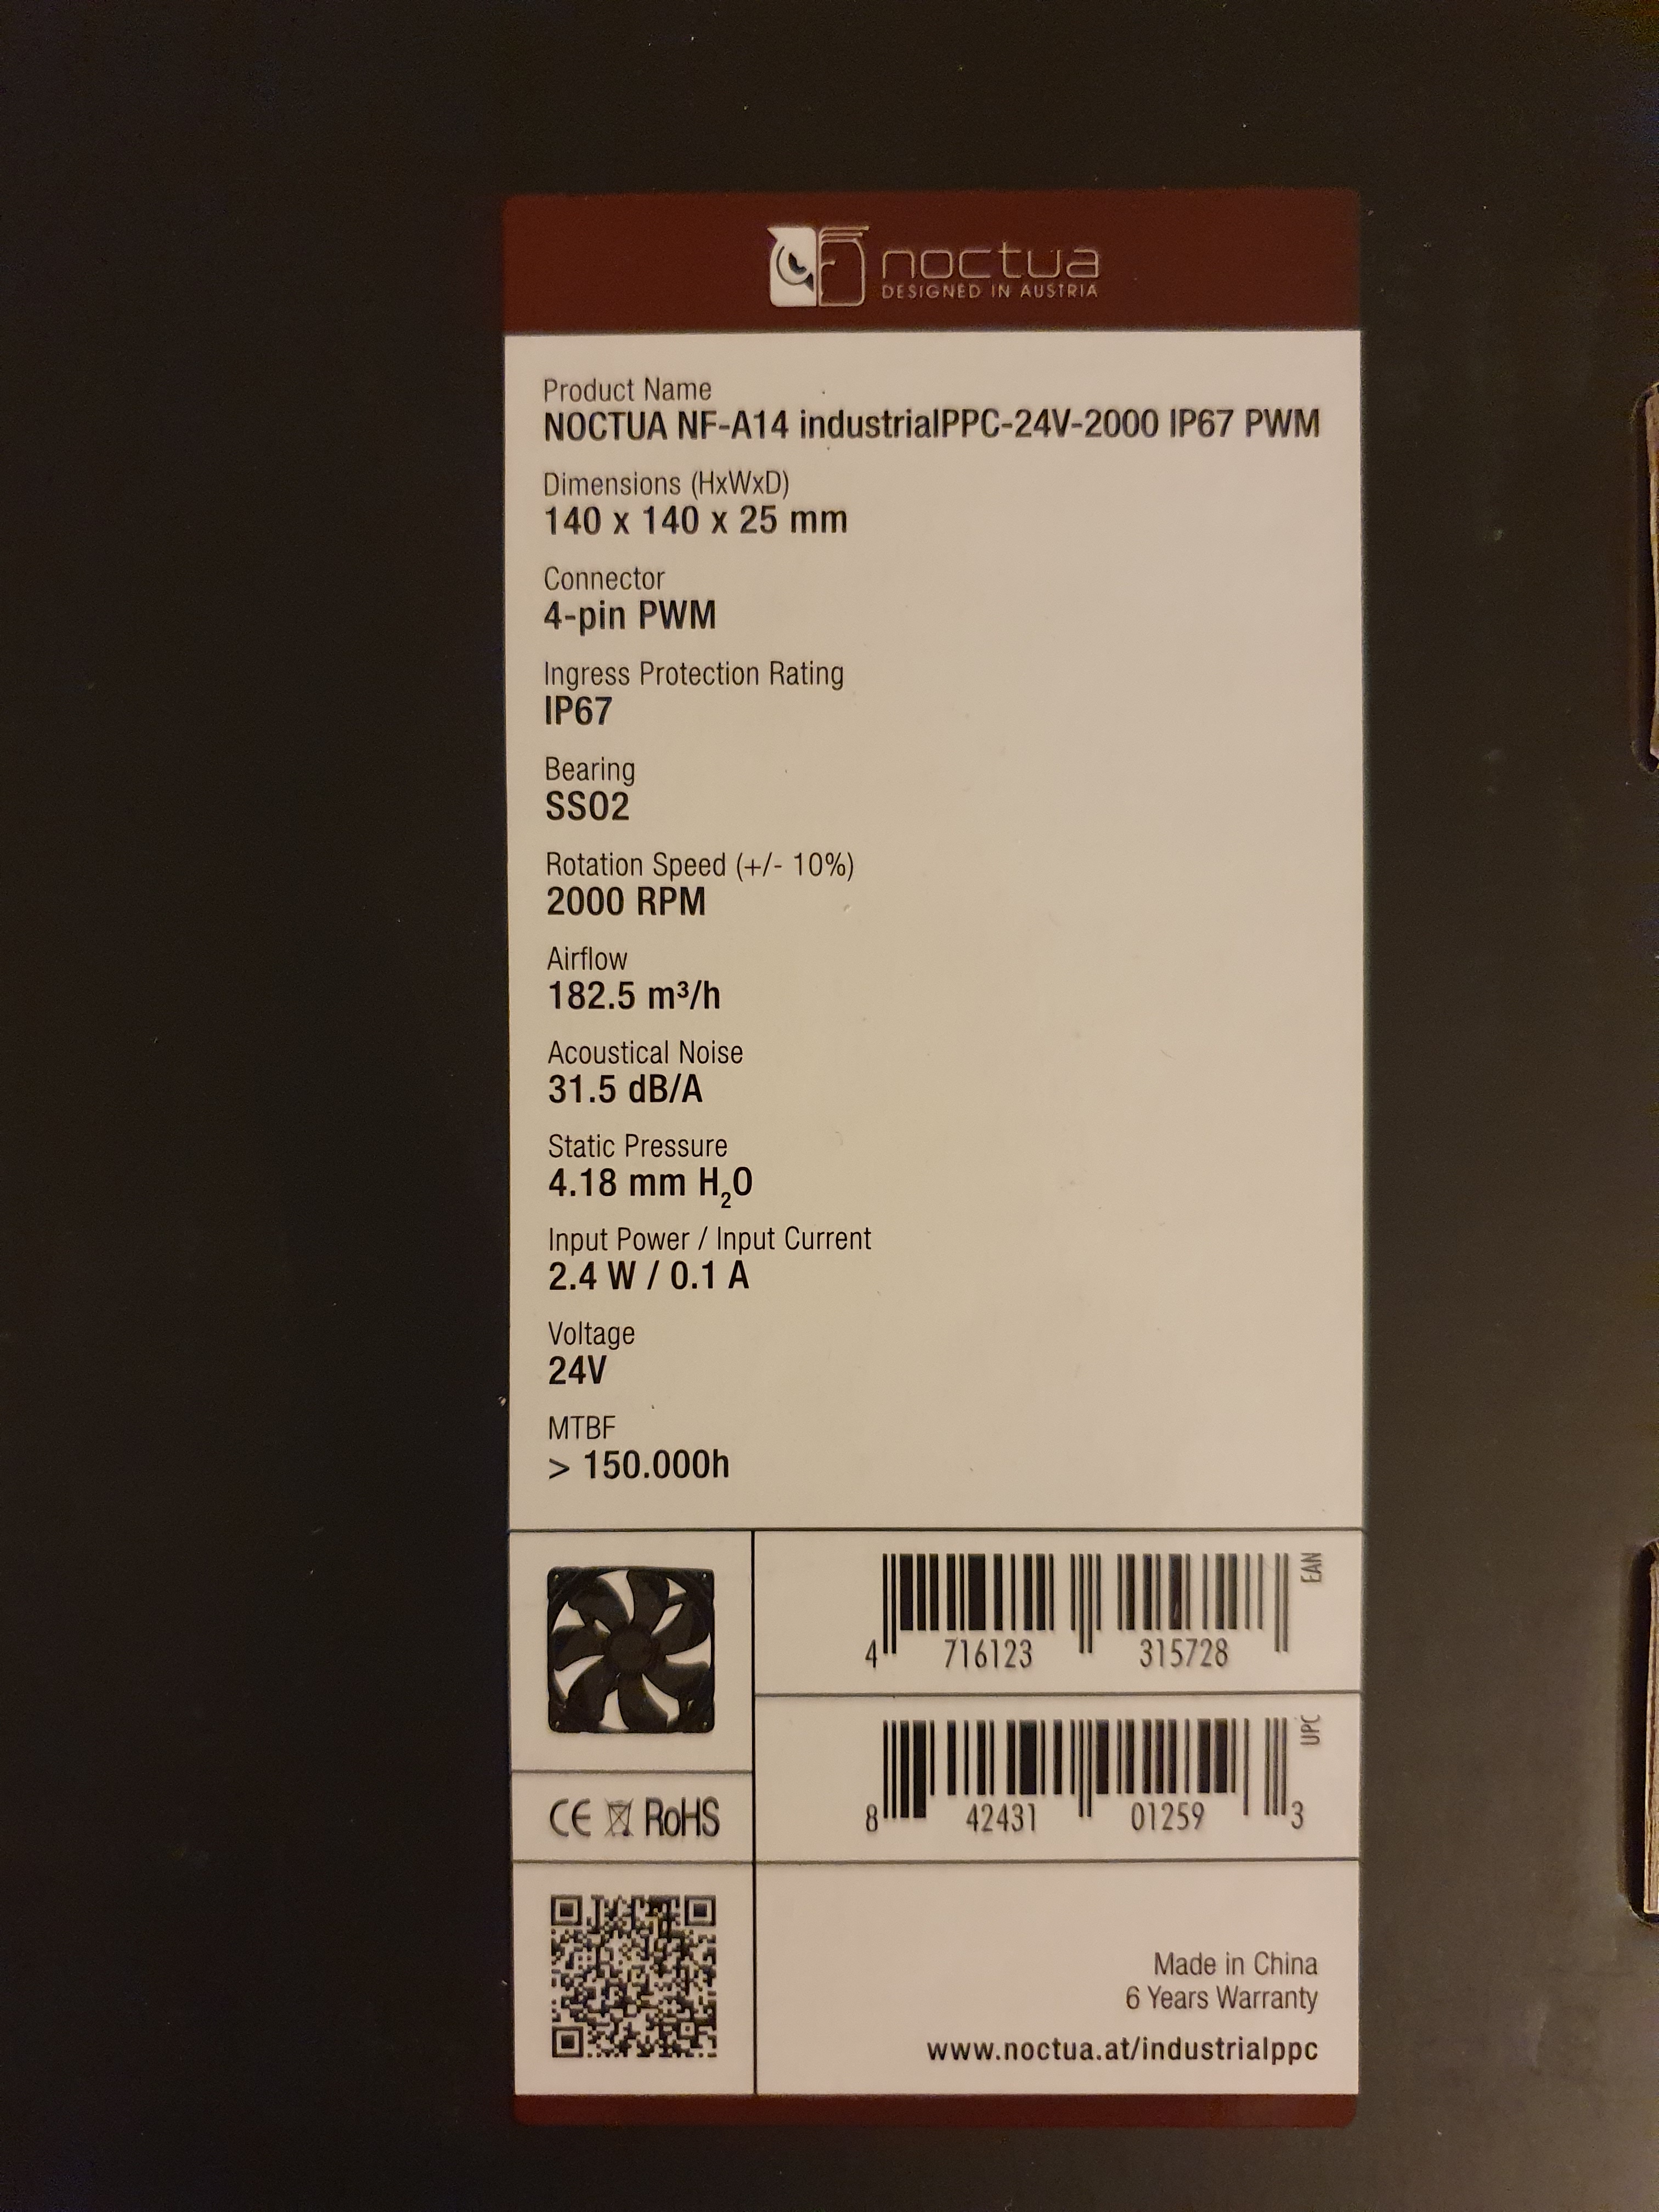 noctua
DESIGNED IN AUSTRIA
Product Name
NOCTUA NF-A14 industrialPPC-24V-2000 IP67 PWM
Dimensions (HxWxD)
140 x 140 x 25 mm
Connector
4-pin PWM
Ingress Protection Rating
IP67
Bearing
SSO2
Rotation Speed (+/- 10%)
2000 RPM
Airflow
182.5 m³/h
Acoustical Noise
31.5 dB/A
Static Pressure
4.18 mm H₂O
Input Power / Input Current
2.4 W / 0.1 A
Voltage
24V
MTBF
> 150.000h
EAN
4 716123 315728
UPC
8 42431 01259 3
CE RoHS
Made in China
6 Years Warranty
www.noctua.at/industrialppc